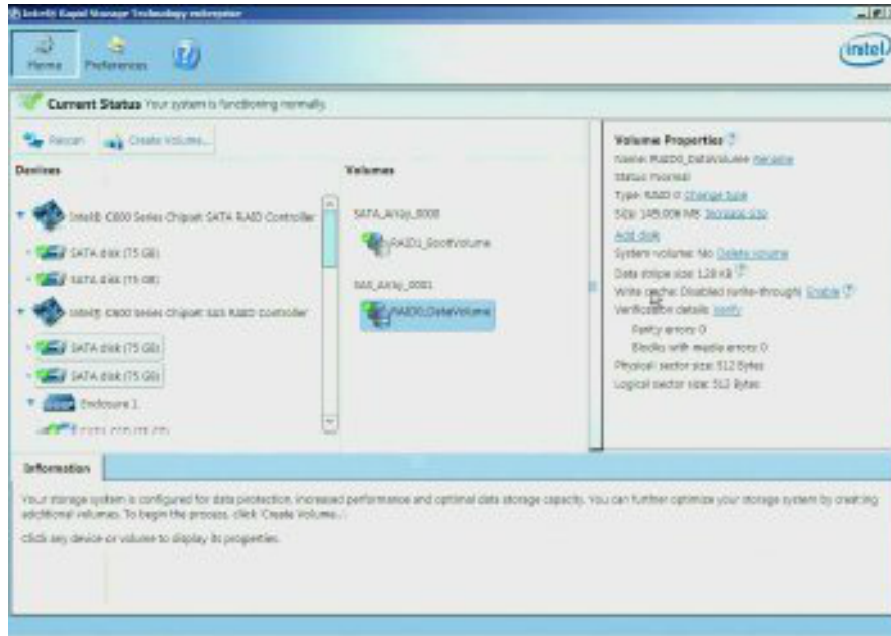 Intel® Rapid Storage Technology enterprise
Home
Preferences
intel
Current Status Your system is functioning normally.
Rescan
Create Volume...
Devices
Intel® C600 Series Chipset SATA RAID Controller
SATA disk (75 GB)
SATA disk (75 GB)
Intel® C600 Series Chipset SAS RAID Controller
SATA disk (75 GB)
SATA disk (75 GB)
Enclosure 1
Volumes
SATA_Array_0000
RAID1_BootVolume
SAS_Array_0001
RAID0_DataVolume
Volume Properties ?
Name: RAID0_DataVolume Rename
Status: Normal
Type: RAID 0 Change type
Size: MB Increase size
Add disk
System volume: No Delete volume
Data stripe size: 128 KB ?
Write cache: Disabled (write-through) Enable ?
Verification details Verify
Parity errors: 0
Blocks with media errors: 0
Physical sector size: 512 Bytes
Logical sector size: 512 Bytes
Information
Your storage system is configured for data protection, increased performance and optimal data storage capacity. You can further optimize your storage system by creating
additional volumes. To begin the process, click 'Create Volume...'.
Click any device or volume to display its properties.